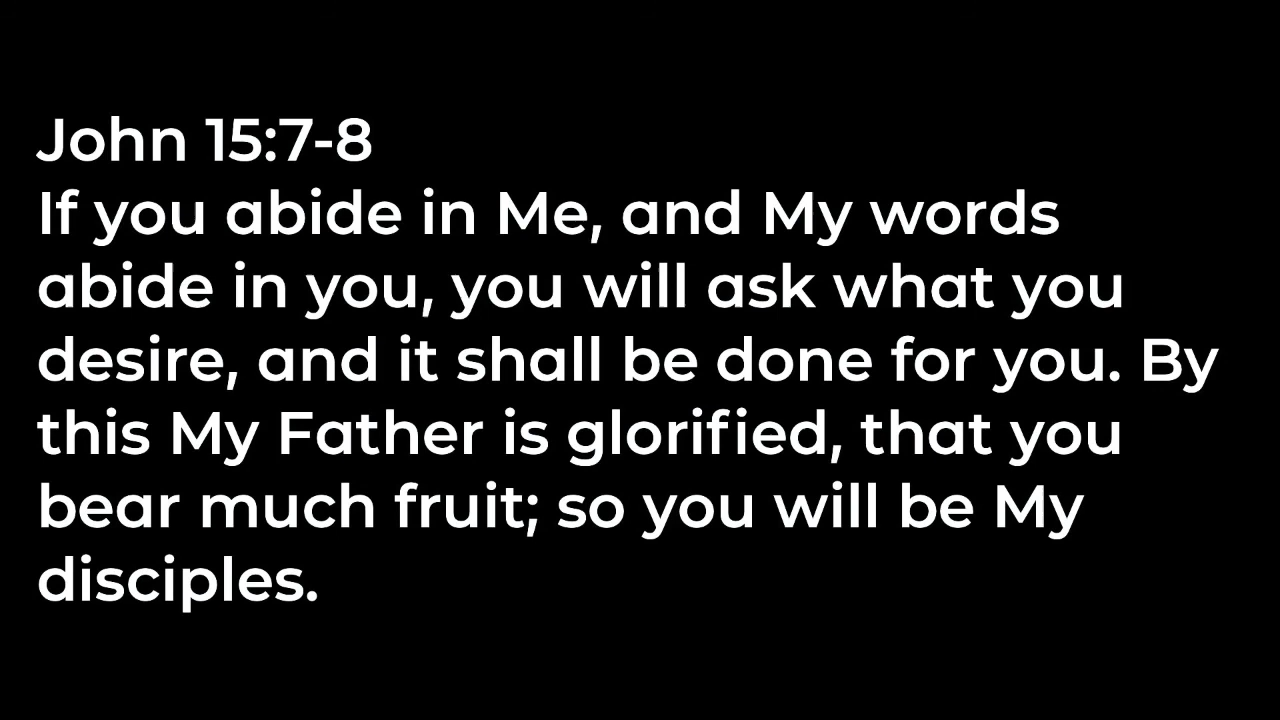 John 15:7-8
If you abide in Me, and My words
abide in you, you will ask what you
desire, and it shall be done for you. By
this My Father is glorified, that you
bear much fruit; so you will be My
disciples.